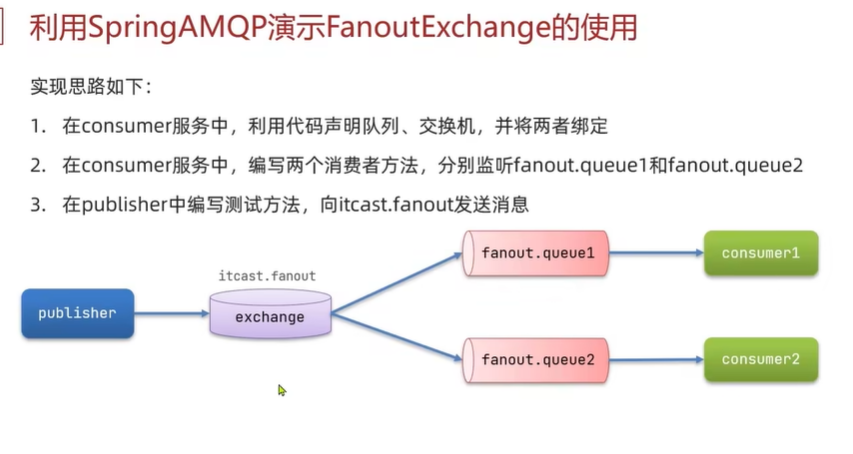 利用SpringAMQP演示FanoutExchange的使用
实现思路如下：
1. 在consumer服务中，利用代码声明队列、交换机，并将两者绑定
2. 在consumer服务中，编写两个消费者方法，分别监听fanout.queue1和fanout.queue2
3. 在publisher中编写测试方法，向itcast.fanout发送消息
fanout.queue1
consumer1
itcast.fanout
publisher
exchange
fanout.queue2
consumer2